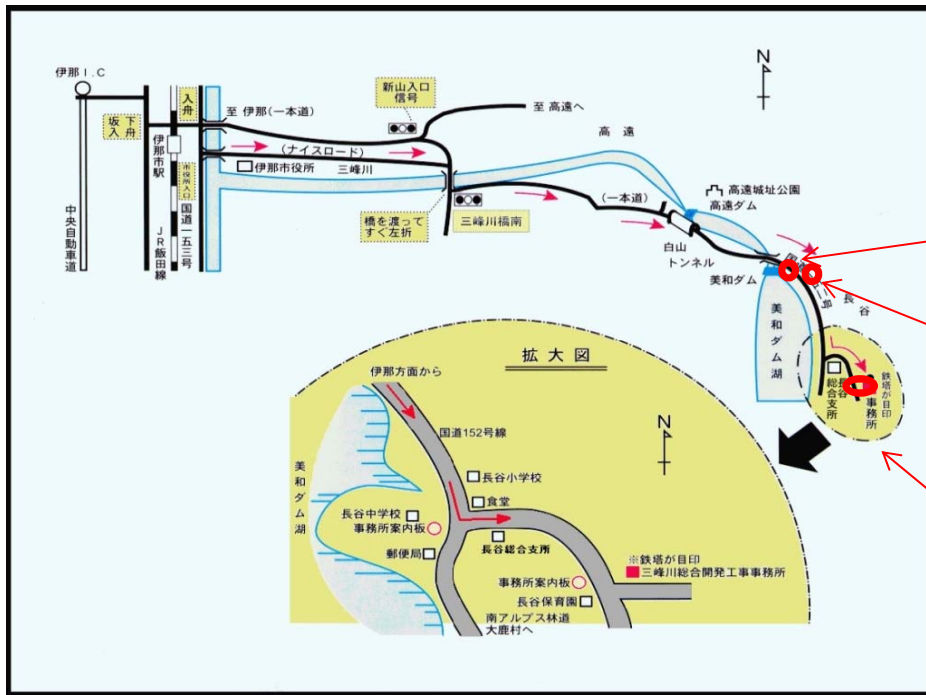 伊那I.C
坂下
入舟
入舟
伊那市駅
市役所入口
国道一五三号
JR飯田線
中央自動車道
至 伊那(一本道)
(ナイスロード)
伊那市役所
三峰川
新山入口
信号
至 高遠へ
N
高 遠
橋を渡って
すぐ左折
三峰川橋南
(一本道)
高遠城址公園
高遠ダム
白山
トンネル
美和ダム
美和ダム湖
長谷
長谷
総合支所
鉄塔が目印
事務所
拡 大 図
伊那方面から
国道152号線
N
美和ダム湖
長谷小学校
食堂
長谷中学校
事務所案内板
長谷総合支所
郵便局
※鉄塔が目印
三峰川総合開発工事事務所
事務所案内板
長谷保育園
南アルプス林道
大鹿村へ